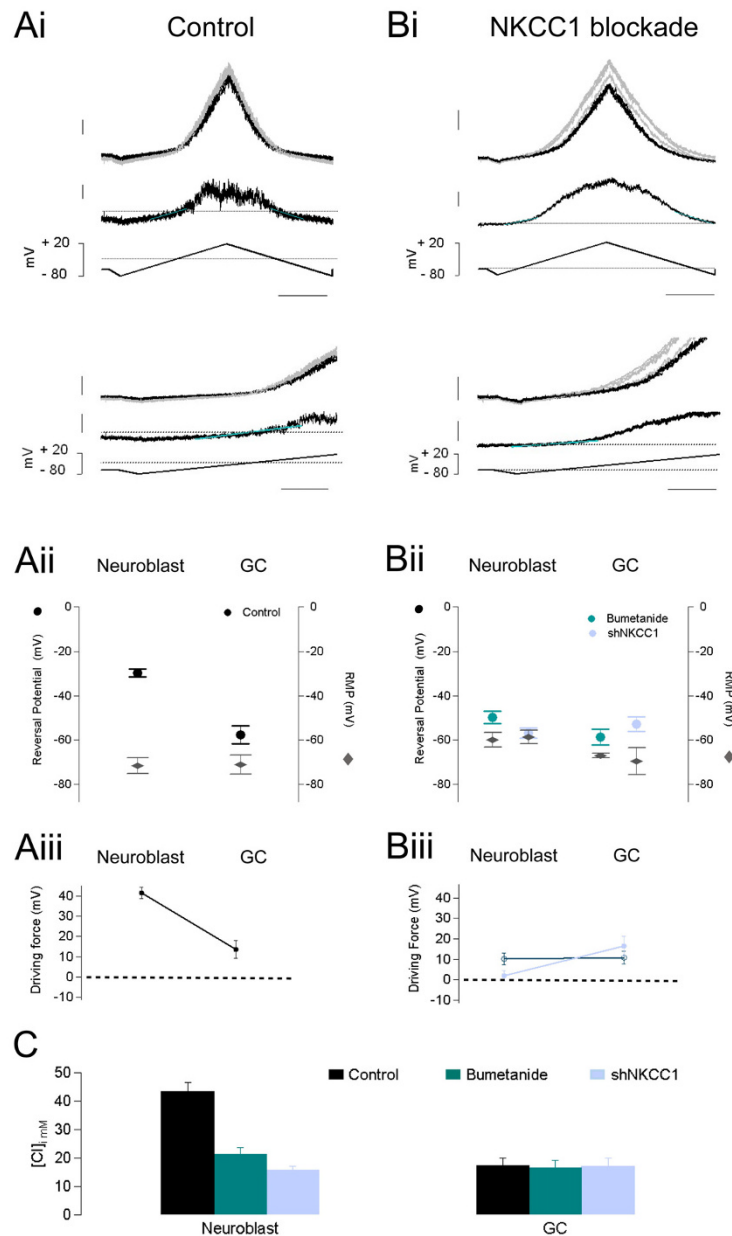 Ai Control
Bi NKCC1 blockade
mV + 20 - 80
mV + 20 - 80
mV + 20 - 80
mV + 20 - 80
Aii
Neuroblast GC
Control
Reversal Potential (mV)
0
-20
-40
-60
-80
RMP (mV)
0
-20
-40
-60
-80
Bii
Neuroblast GC
Bumetanide
shNKCC1
Reversal Potential (mV)
0
-20
-40
-60
-80
RMP (mV)
0
-20
-40
-60
-80
Aiii
Neuroblast GC
Driving force (mV)
40
30
20
10
0
-10
Biii
Neuroblast GC
Driving Force (mV)
40
30
20
10
0
-10
C
[Cl]i mM
50
40
30
20
10
0
Control Bumetanide shNKCC1
Neuroblast GC